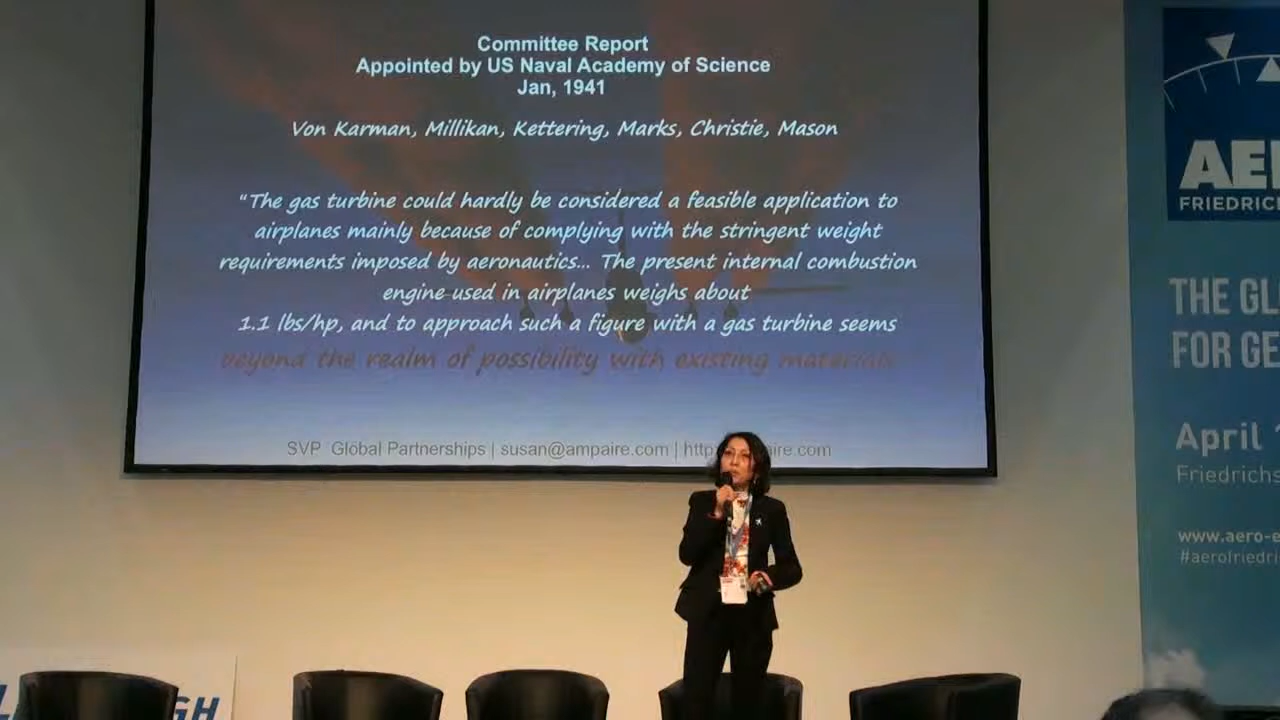 Committee Report
Appointed by US Naval Academy of Science
Jan, 1941
Von Karman, Millikan, Kettering, Marks, Christie, Mason
“The gas turbine could hardly be considered a feasible application to
airplanes mainly because of complying with the stringent weight
requirements imposed by aeronautics... The present internal combustion
engine used in airplanes weighs about
1.1 lbs/hp, and to approach such a figure with a gas turbine seems
beyond the realm of possibility with existing materials
SVP Global Partnerships | susan@ampaire.com | http
aire.com
AE
FRIEDRICH
THE GL
FOR GE
April
Friedrichs
www.aero-e
#aerofriedri
GH